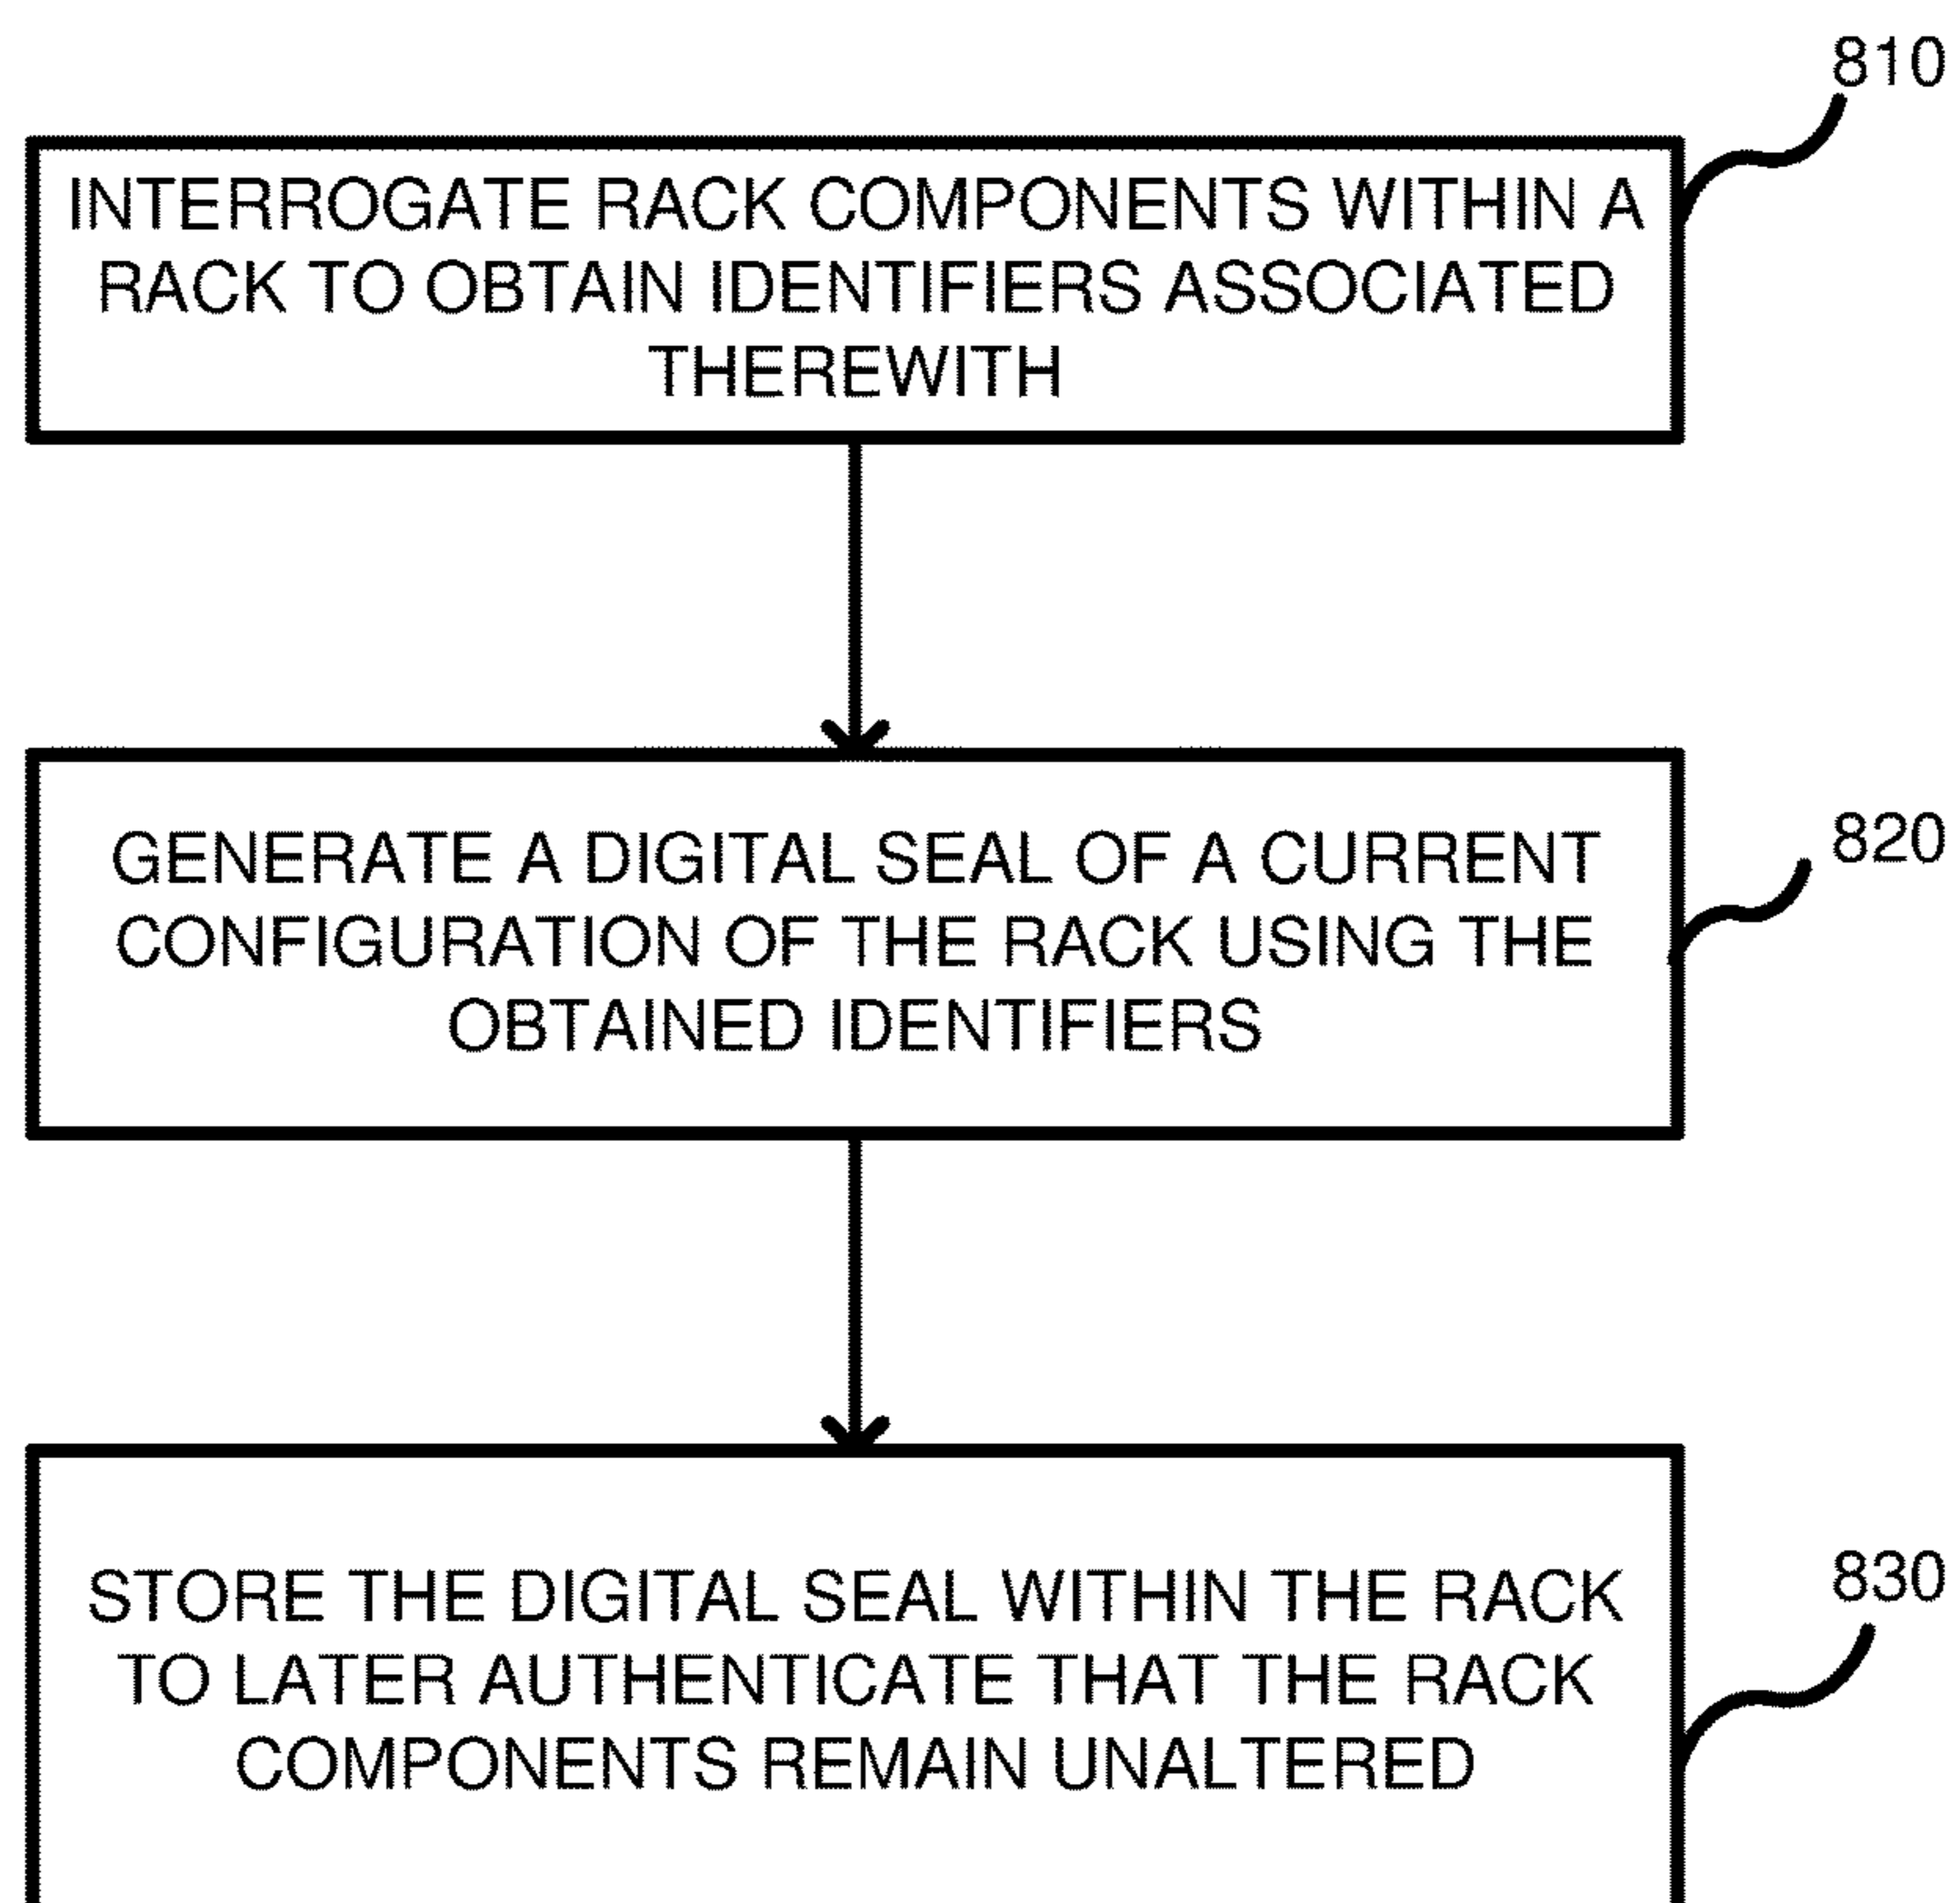 810
INTERROGATE RACK COMPONENTS WITHIN A
RACK TO OBTAIN IDENTIFIERS ASSOCIATED
THEREWITH
820
GENERATE A DIGITAL SEAL OF A CURRENT
CONFIGURATION OF THE RACK USING THE
OBTAINED IDENTIFIERS
830
STORE THE DIGITAL SEAL WITHIN THE RACK
TO LATER AUTHENTICATE THAT THE RACK
COMPONENTS REMAIN UNALTERED